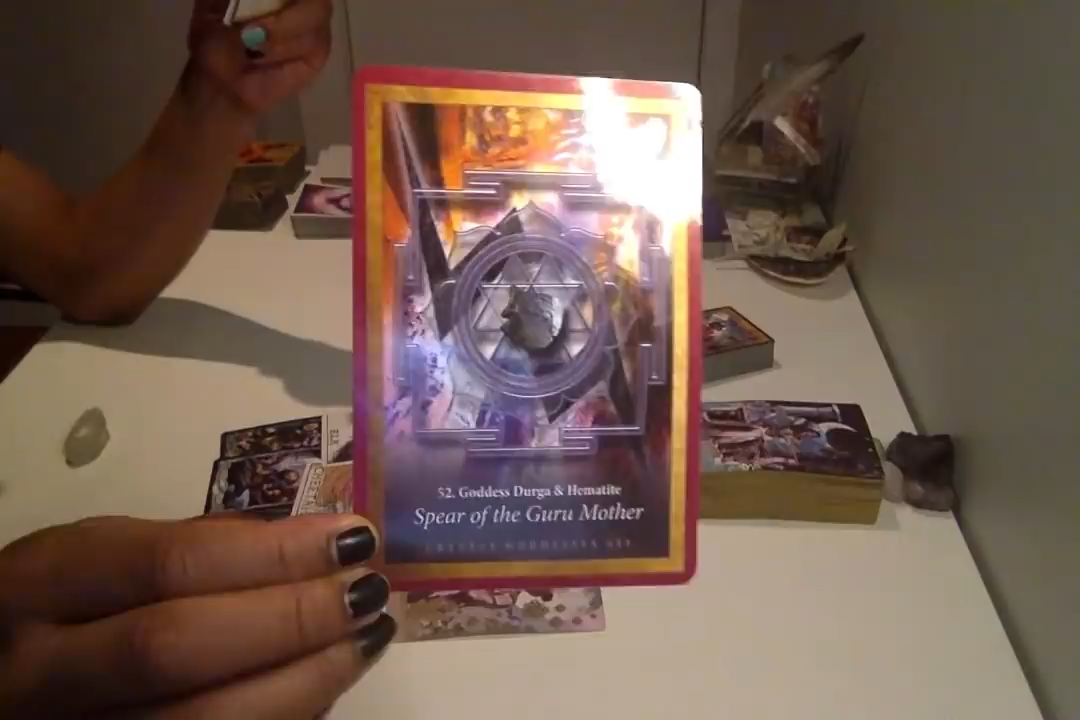 52. Goddess Durga & Hematite
Spear of the Guru Mother